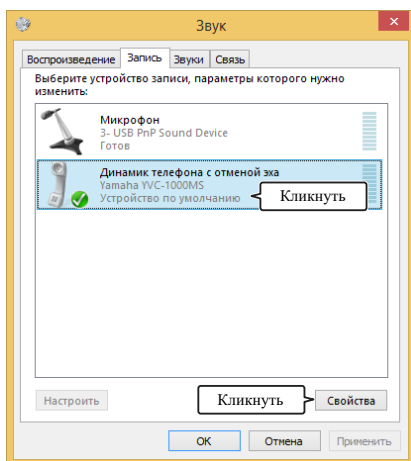 Звук
Воспроизведение Запись Звуки Связь
Выберите устройство записи, параметры которого нужно
изменить:
Микрофон
3- USB PnP Sound Device
Готов
Динамик телефона с отменой эха
Yamaha YVC-1000MS
Устройство по умолчанию
Кликнуть
Настроить
Кликнуть
Свойства
ОК Отмена Применить